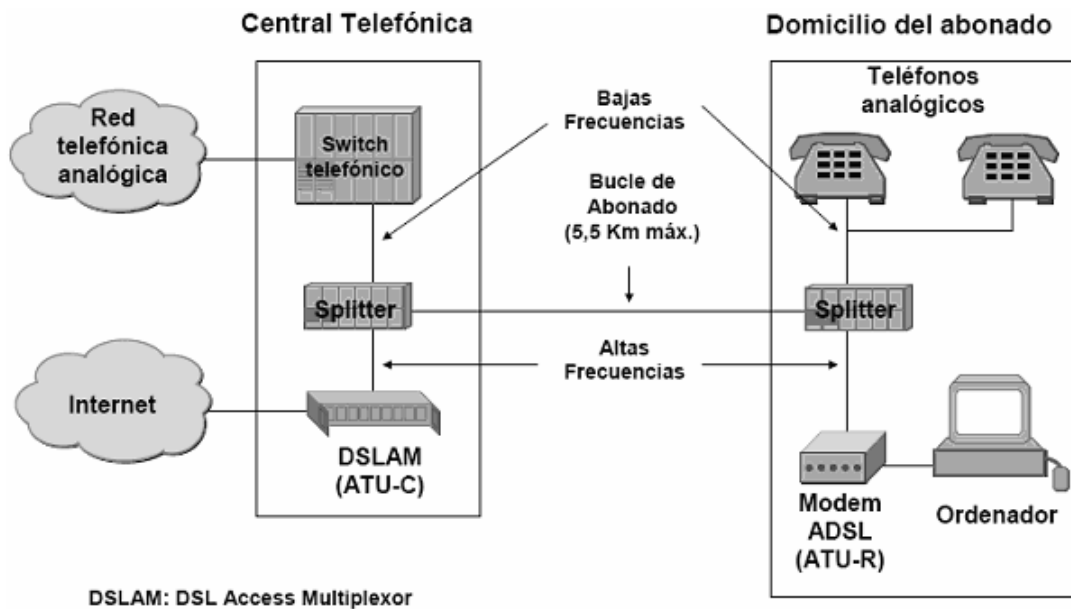 Central Telefónica
Domicilio del abonado
Red
telefónica
analógica
Switch
telefónico
Bajas
Frecuencias
Teléfonos
analógicos
Bucle de
Abonado
(5,5 Km máx.)
Splitter
Splitter
Altas
Frecuencias
Internet
DSLAM
(ATU-C)
Modem
ADSL
(ATU-R)
Ordenador
DSLAM: DSL Access Multiplexor